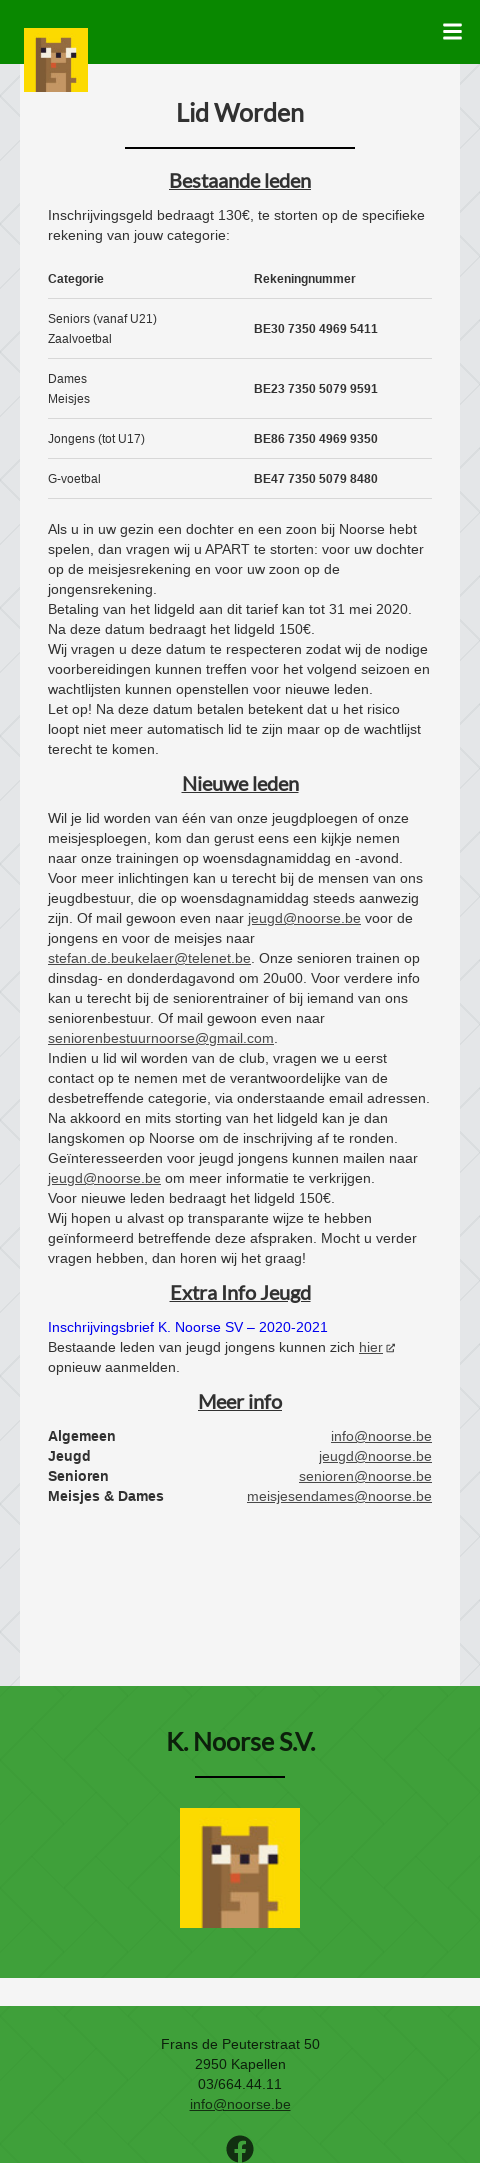 Lid Worden
Bestaande leden
Inschrijvingsgeld bedraagt 130€, te storten op de specifieke
rekening van jouw categorie:
Categorie Rekeningnummer
Seniors (vanaf U21)
Zaalvoetbal
BE30 7350 4969 5411
Dames
Meisjes
BE23 7350 5079 9591
Jongens (tot U17) BE86 7350 4969 9350
G-voetbal BE47 7350 5079 8480
Als u in uw gezin een dochter en een zoon bij Noorse hebt
spelen, dan vragen wij u APART te storten: voor uw dochter
op de meisjesrekening en voor uw zoon op de
jongensrekening.
Betaling van het lidgeld aan dit tarief kan tot 31 mei 2020.
Na deze datum bedraagt het lidgeld 150€.
Wij vragen u deze datum te respecteren zodat wij de nodige
voorbereidingen kunnen treffen voor het volgend seizoen en
wachtlijsten kunnen openstellen voor nieuwe leden.
Let op! Na deze datum betalen betekent dat u het risico
loopt niet meer automatisch lid te zijn maar op de wachtlijst
terecht te komen.
Nieuwe leden
Wil je lid worden van één van onze jeugdploegen of onze
meisjesploegen, kom dan gerust eens een kijkje nemen
naar onze trainingen op woensdagnamiddag en -avond.
Voor meer inlichtingen kan u terecht bij de mensen van ons
jeugdbestuur, die op woensdagnamiddag steeds aanwezig
zijn. Of mail gewoon even naar jeugd@noorse.be voor de
jongens en voor de meisjes naar
stefan.de.beukelaer@telenet.be. Onze senioren trainen op
dinsdag- en donderdagavond om 20u00. Voor verdere info
kan u terecht bij de seniorentrainer of bij iemand van ons
seniorenbestuur. Of mail gewoon even naar
seniorenbestuurnoorse@gmail.com.
Indien u lid wil worden van de club, vragen we u eerst
contact op te nemen met de verantwoordelijke van de
desbetreffende categorie, via onderstaande email adressen.
Na akkoord en mits storting van het lidgeld kan je dan
langskomen op Noorse om de inschrijving af te ronden.
Geïnteresseerden voor jeugd jongens kunnen mailen naar
jeugd@noorse.be om meer informatie te verkrijgen.
Voor nieuwe leden bedraagt het lidgeld 150€.
Wij hopen u alvast op transparante wijze te hebben
geïnformeerd betreffende deze afspraken. Mocht u verder
vragen hebben, dan horen wij het graag!
Extra Info Jeugd
Inschrijvingsbrief K. Noorse SV – 2020-2021
Bestaande leden van jeugd jongens kunnen zich hier
opnieuw aanmelden.
Meer info
Algemeen info@noorse.be
Jeugd jeugd@noorse.be
Senioren senioren@noorse.be
Meisjes & Dames meisjesendames@noorse.be
K. Noorse S.V.
Frans de Peuterstraat 50
2950 Kapellen
03/664.44.11
info@noorse.be